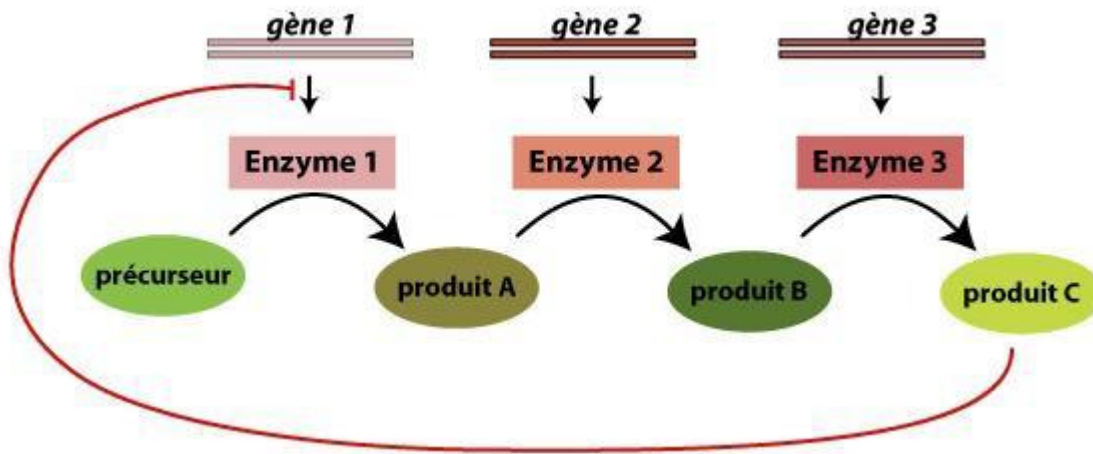 gène 1
gène 2
gène 3
Enzyme 1
Enzyme 2
Enzyme 3
précurseur
produit A
produit B
produit C